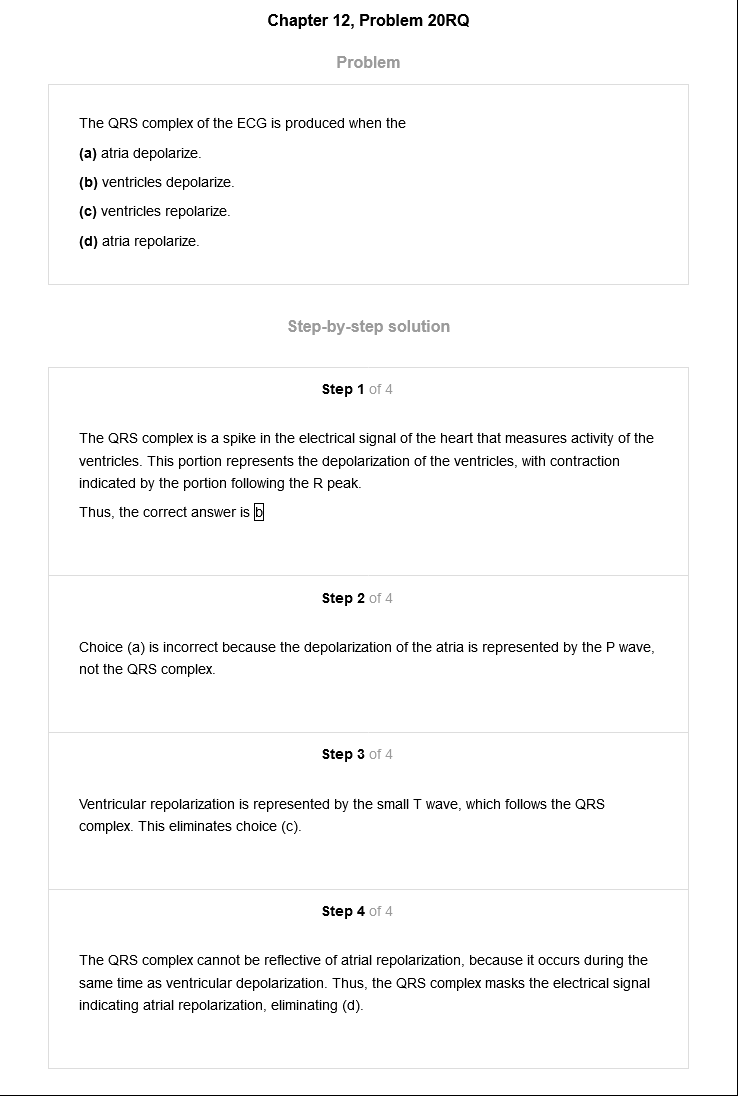 Chapter 12, Problem 20RQ
Problem
The QRS complex of the ECG is produced when the
(a) atria depolarize.
(b) ventricles depolarize.
(c) ventricles repolarize.
(d) atria repolarize.
Step-by-step solution
Step 1 of 4
The QRS complex is a spike in the electrical signal of the heart that measures activity of the
ventricles. This portion represents the depolarization of the ventricles, with contraction
indicated by the portion following the R peak.
Thus, the correct answer is b
Step 2 of 4
Choice (a) is incorrect because the depolarization of the atria is represented by the P wave,
not the QRS complex.
Step 3 of 4
Ventricular repolarization is represented by the small T wave, which follows the QRS
complex. This eliminates choice (c).
Step 4 of 4
The QRS complex cannot be reflective of atrial repolarization, because it occurs during the
same time as ventricular depolarization. Thus, the QRS complex masks the electrical signal
indicating atrial repolarization, eliminating (d).